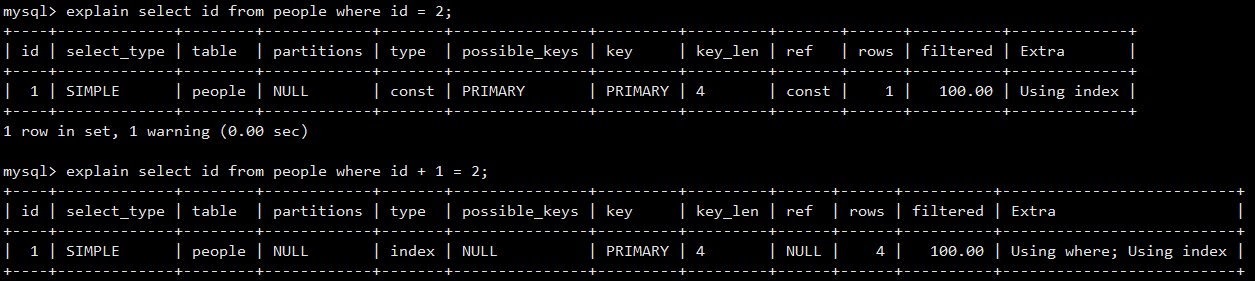 mysql> explain select id from people where id = 2;
+----+-------------+--------+------------+-------+---------------+---------+---------+-------+------+----------+-------------+
| id | select_type | table  | partitions | type  | possible_keys | key     | key_len | ref   | rows | filtered | Extra       |
+----+-------------+--------+------------+-------+---------------+---------+---------+-------+------+----------+-------------+
|  1 | SIMPLE      | people | NULL       | const | PRIMARY       | PRIMARY | 4       | const |    1 |   100.00 | Using index |
+----+-------------+--------+------------+-------+---------------+---------+---------+-------+------+----------+-------------+
1 row in set, 1 warning (0.00 sec)
mysql> explain select id from people where id + 1 = 2;
+----+-------------+--------+------------+-------+---------------+---------+---------+------+------+----------+--------------------------+
| id | select_type | table  | partitions | type  | possible_keys | key     | key_len | ref  | rows | filtered | Extra                    |
+----+-------------+--------+------------+-------+---------------+---------+---------+------+------+----------+--------------------------+
|  1 | SIMPLE      | people | NULL       | index | NULL          | PRIMARY | 4       | NULL |    4 |   100.00 | Using where; Using index |
+----+-------------+--------+------------+-------+---------------+---------+---------+------+------+----------+--------------------------+